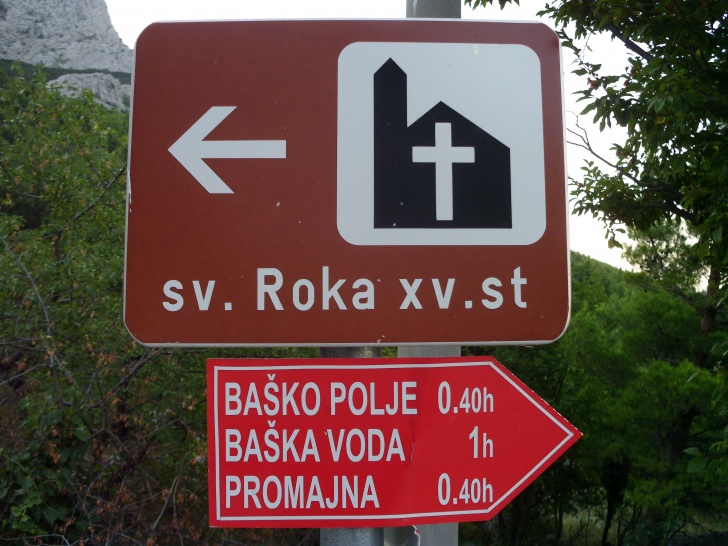 sv. Roka xv.st
BAŠKO POLJE 0.40h
BAŠKA VODA 1h
PROMAJNA 0.40h